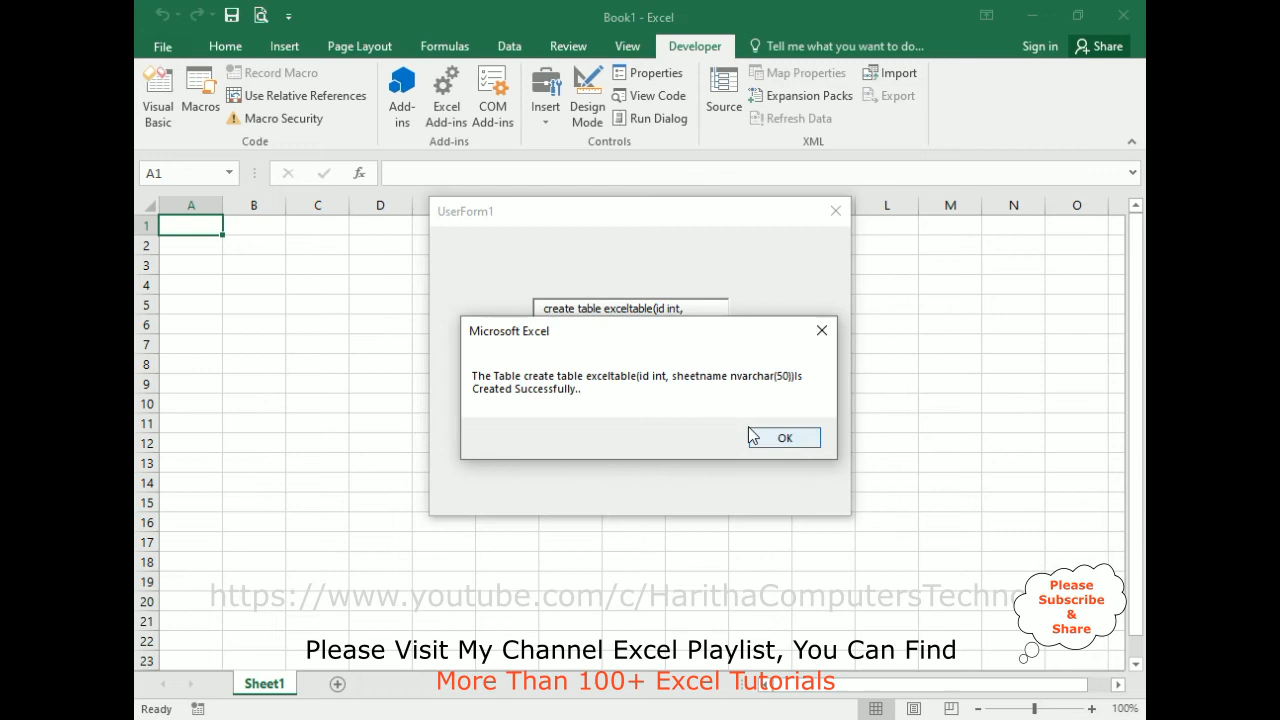 Book1 - Excel
File Home Insert Page Layout Formulas Data Review View Developer Tell me what you want to do... Sign in Share
Visual Basic
Macros
Record Macro
Use Relative References
Macro Security
Code
Add-ins
Excel Add-ins
COM Add-ins
Add-ins
Insert
Design Mode
Properties
View Code
Run Dialog
Controls
Source
Map Properties
Expansion Packs
Refresh Data
Import
Export
XML
A1 fx
A B C D L M N O
1
2
3
4
5
6
7
8
9
10
11
12
13
14
15
16
17
18
19
20
21
22
23
UserForm1
create table exceltable(id int,
Microsoft Excel
The Table create table exceltable(id int, sheetname nvarchar(50))Is
Created Successfully..
OK
https://www.youtube.com/c/HarithaComputersTechno
Please
Subscribe
&
Share
Please Visit My Channel Excel Playlist, You Can Find
More Than 100+ Excel Tutorials
Sheet1
Ready
100%